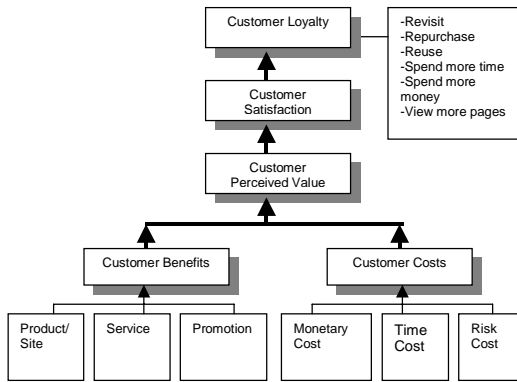 Customer Loyalty
-Revisit
-Repurchase
-Reuse
-Spend more time
-Spend more
money
-View more pages
Customer
Satisfaction
Customer
Perceived Value
Customer Benefits
Customer Costs
Product/
Site
Service
Promotion
Monetary
Cost
Time
Cost
Risk
Cost